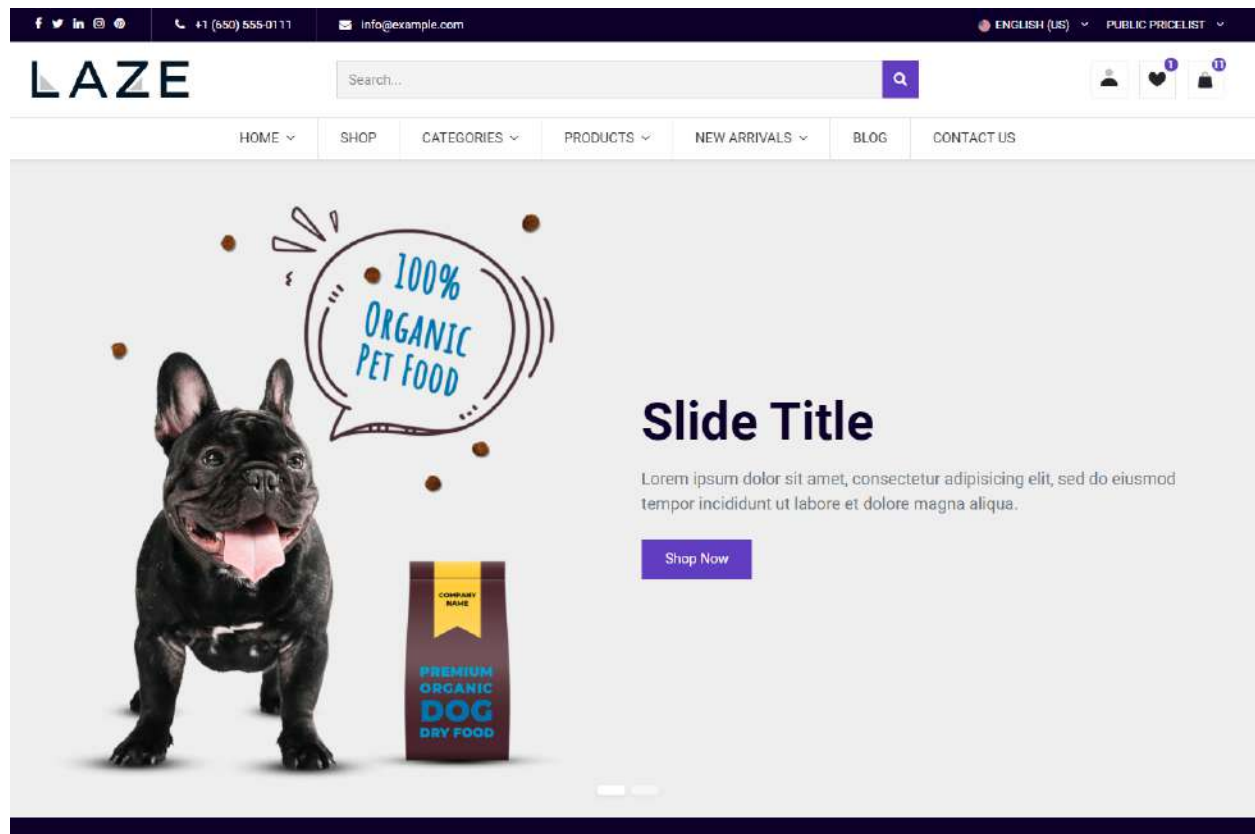 +1 (650) 555-0111
info@example.com
ENGLISH (US)
PUBLIC PRICELIST
LAZE
Search...
1
11
HOME
SHOP
CATEGORIES
PRODUCTS
NEW ARRIVALS
BLOG
CONTACT US
100%
ORGANIC
PET FOOD
Slide Title
Lorem ipsum dolor sit amet, consectetur adipisicing elit, sed do eiusmod
tempor incididunt ut labore et dolore magna aliqua.
Shop Now
COMPANY
NAME
PREMIUM
ORGANIC
DOG
DRY FOOD